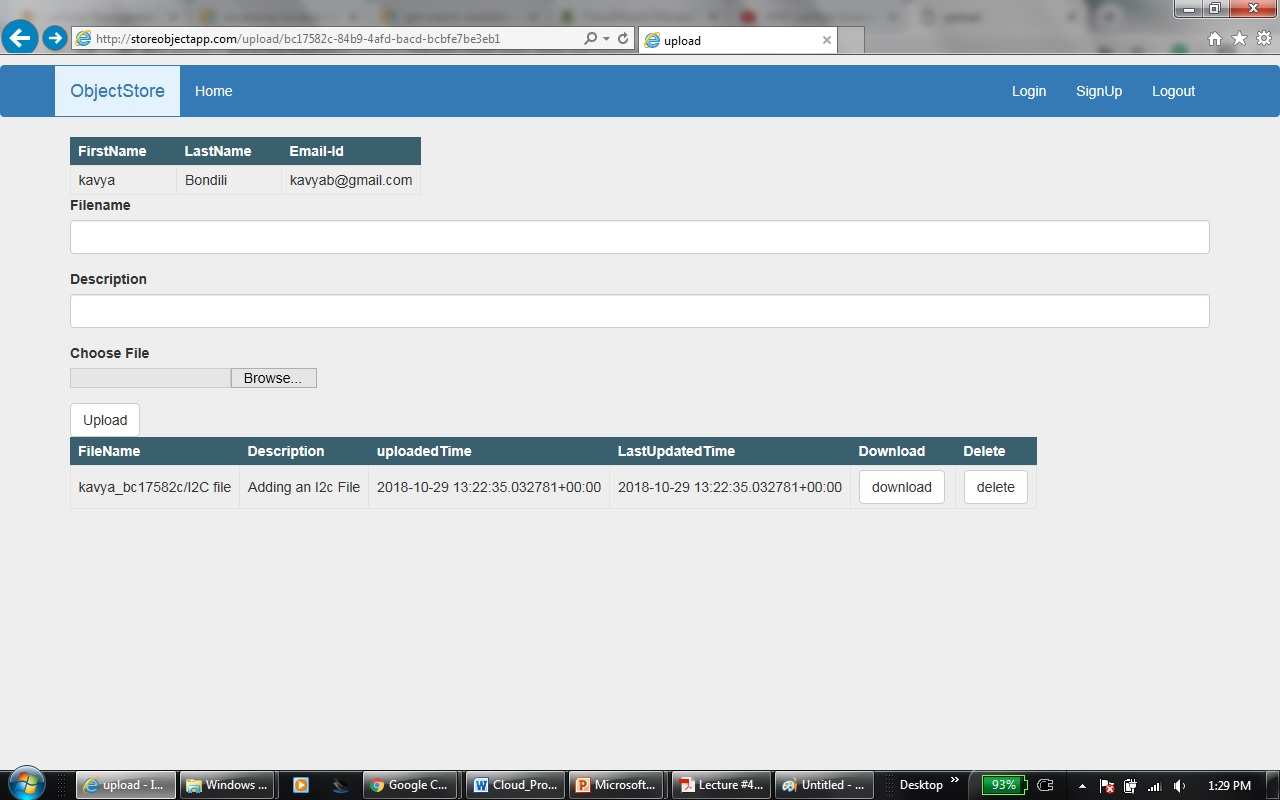 http://storeobjectapp.com/upload/bc17582c-84b9-4afd-bacd-bcbfe7be3eb1
upload
ObjectStore Home Login SignUp Logout
FirstName LastName Email-Id
kavya Bondili kavyab@gmail.com
Filename
Description
Choose File
Browse...
Upload
FileName Description uploadedTime LastUpdatedTime Download Delete
kavya_bc17582c/I2C file Adding an I2c File 2018-10-29 13:22:35.032781+00:00 2018-10-29 13:22:35.032781+00:00 download delete
upload - I... Windows ... Google C... Cloud_Pro... Microsoft... Lecture #4... Untitled - ... Desktop 93% 1:29 PM